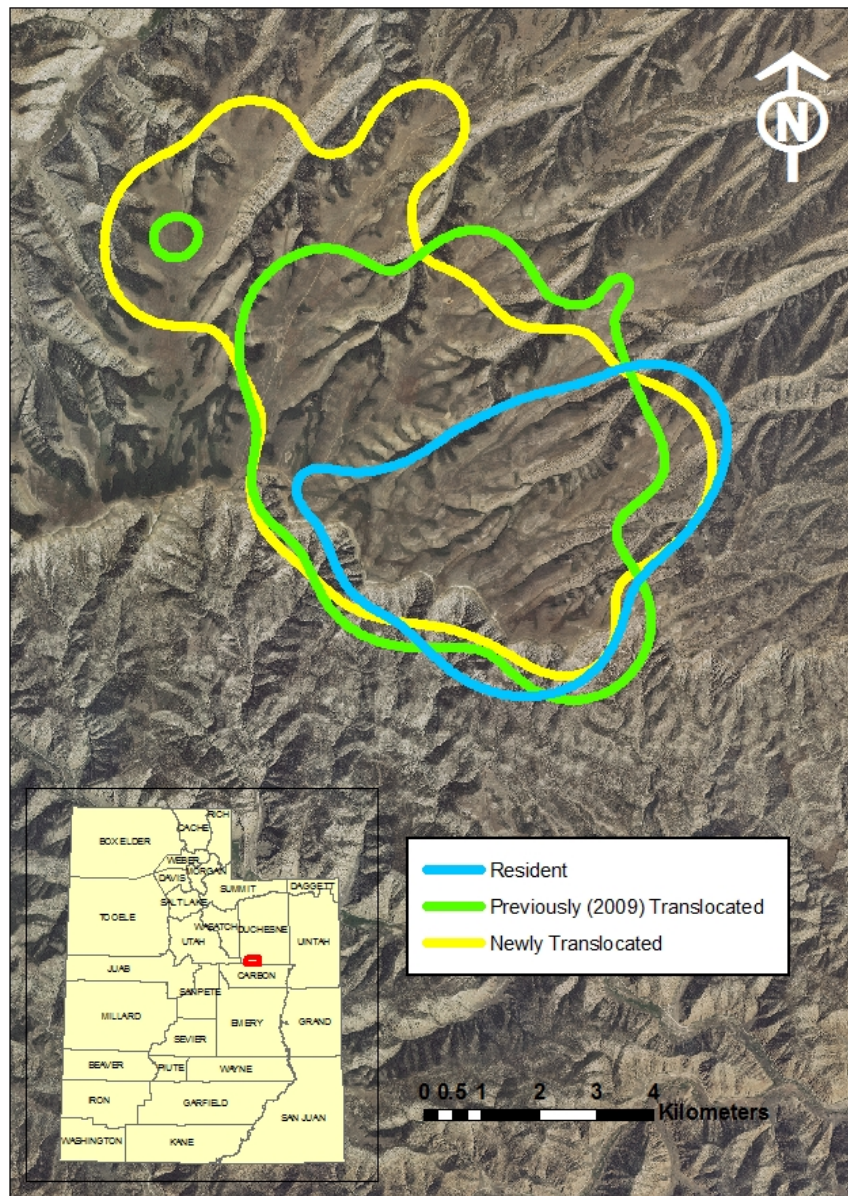 N
RICH
CACHE
BOX ELDER
WEBER
MORGAN
DAVIS
SUMMIT
DAGGETT
SALT LAKE
TOOELE
WASATCH
DUCHESNE
UTAH
UINTAH
JUAB
CARBON
SANPETE
MILLARD
EMERY
GRAND
SEVIER
BEAVER
PIUTE
WAYNE
IRON
GARFIELD
SAN JUAN
WASHINGTON
KANE
Resident
Previously (2009) Translocated
Newly Translocated
0 0.5 1 2 3 4
Kilometers